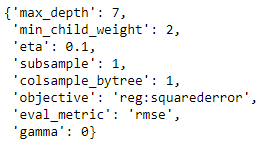 {'max_depth': 7,
 'min_child_weight': 2,
 'eta': 0.1,
 'subsample': 1,
 'colsample_bytree': 1,
 'objective': 'reg:squarederror',
 'eval_metric': 'rmse',
 'gamma': 0}